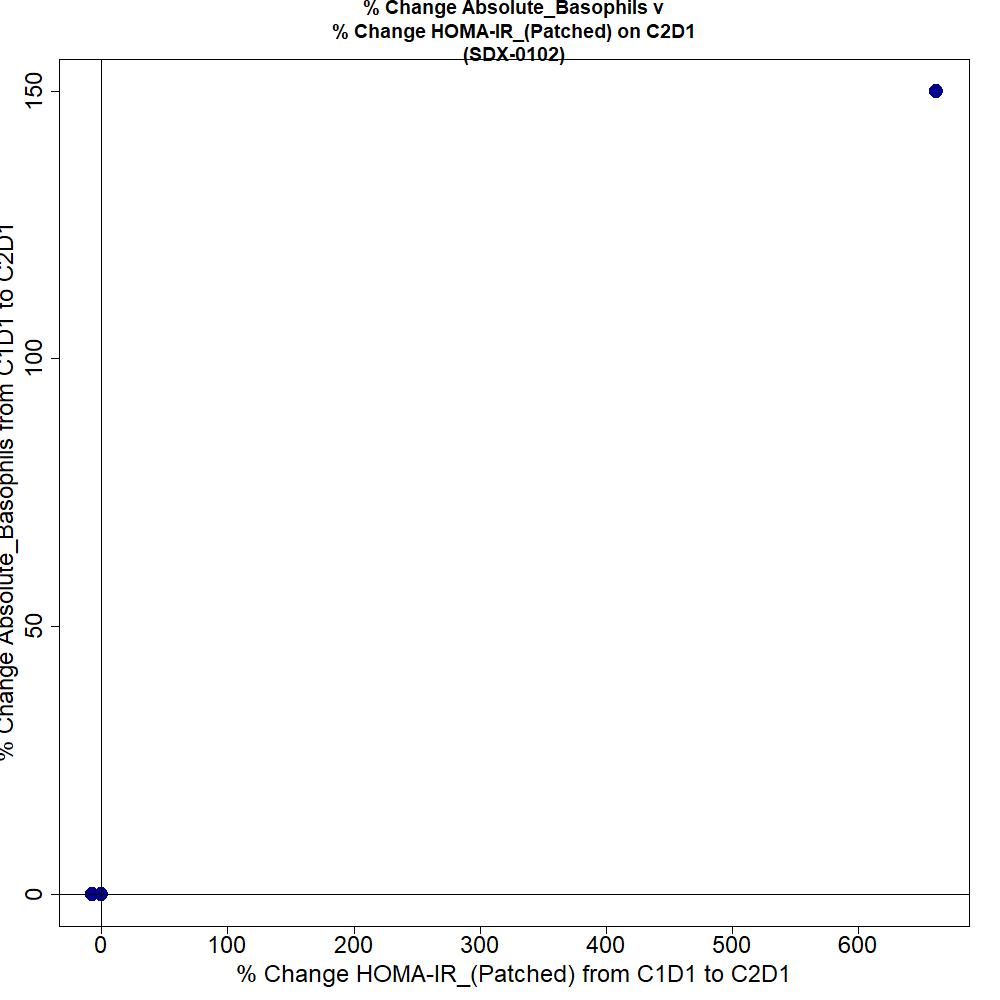 % Change Absolute_Basophils v
% Change HOMA-IR_(Patched) on C2D1
(SDX-0102)
% Change Absolute_Basophils from C1D1 to C2D1
150
100
50
0
0 100 200 300 400 500 600
% Change HOMA-IR_(Patched) from C1D1 to C2D1